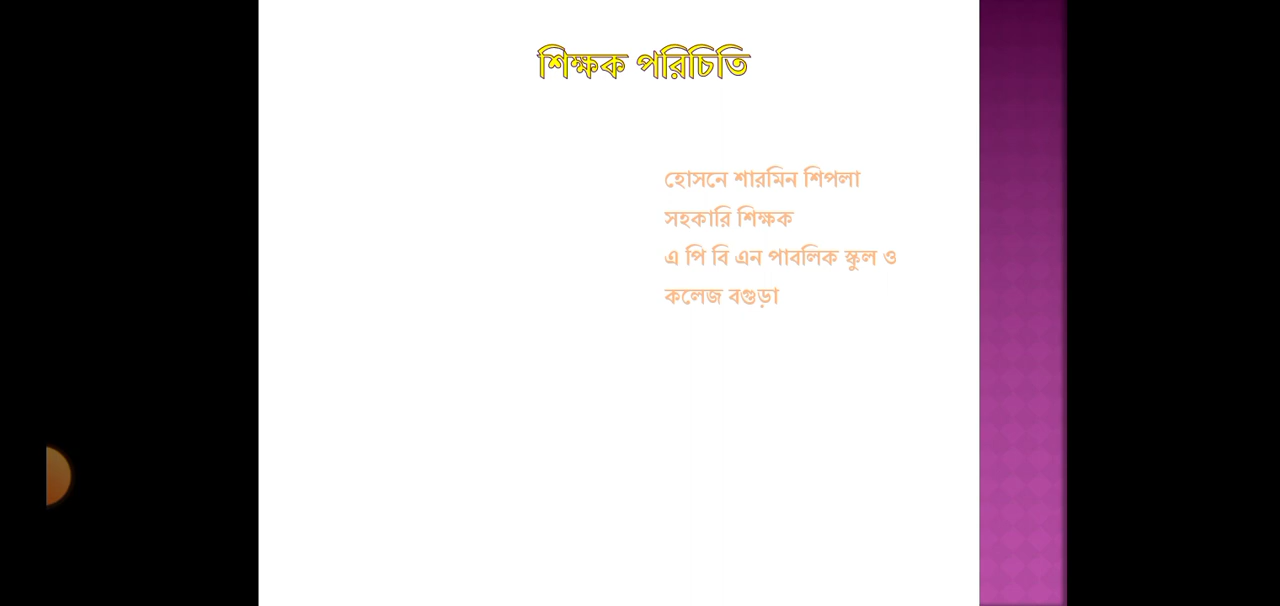 শিক্ষক পরিচিতি
হোসনে শারমিন শিপলা
সহকারি শিক্ষক
এ পি বি এন পাবলিক স্কুল ও
কলেজ বগুড়া